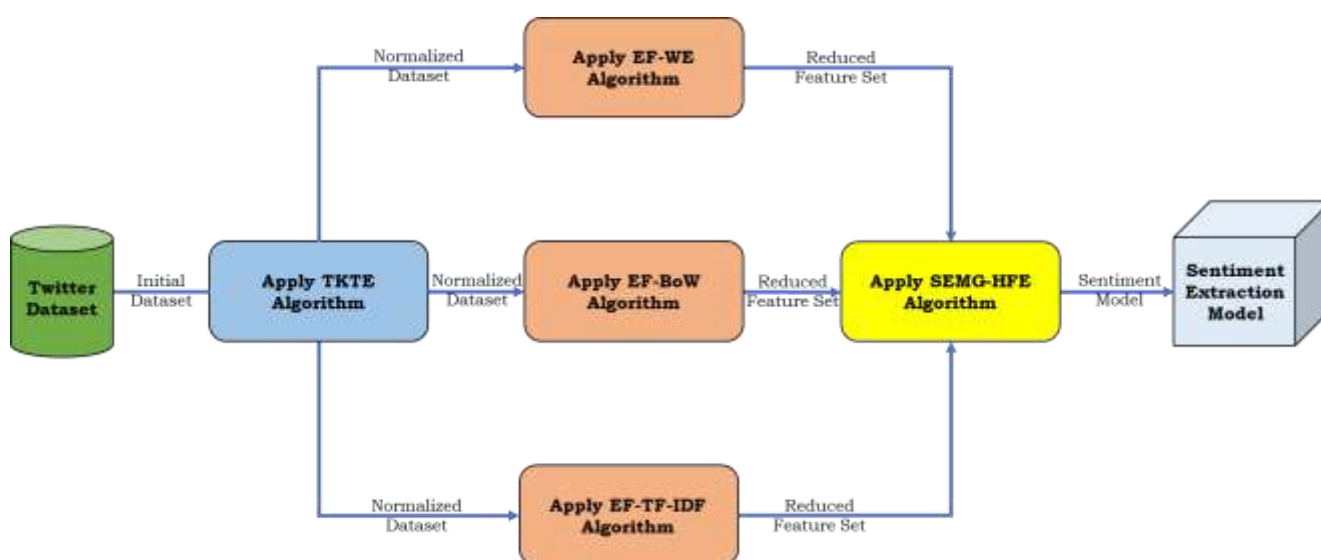 Normalized
Dataset
Apply EF-WE
Algorithm
Reduced
Feature Set
Twitter
Dataset
Initial
Dataset
Apply TKTE
Algorithm
Normalized
Dataset
Apply EF-BoW
Algorithm
Reduced
Feature Set
Apply SEMG-HFE
Algorithm
Sentiment
Model
Sentiment
Extraction
Model
Normalized
Dataset
Apply EF-TF-IDF
Algorithm
Reduced
Feature Set